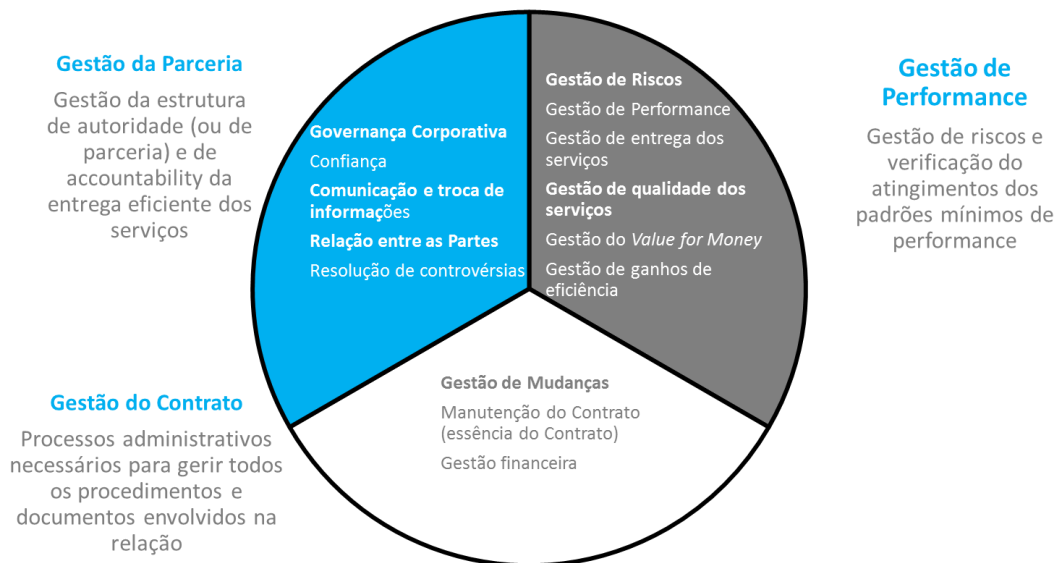 Gestão da Parceria
Gestão da estrutura
de autoridade (ou de
parceria) e de
accountability da
entrega eficiente dos
serviços
Governança Corporativa
Confiança
Comunicação e troca de
informações
Relação entre as Partes
Resolução de controvérsias
Gestão de Riscos
Gestão de Performance
Gestão de entrega dos
serviços
Gestão de qualidade dos
serviços
Gestão do Value for Money
Gestão de ganhos de
eficiência
Gestão de
Performance
Gestão de riscos e
verificação do
atingimentos dos
padrões mínimos de
performance
Gestão do Contrato
Processos administrativos
necessários para gerir todos
os procedimentos e
documentos envolvidos na
relação
Gestão de Mudanças
Manutenção do Contrato
(essência do Contrato)
Gestão financeira